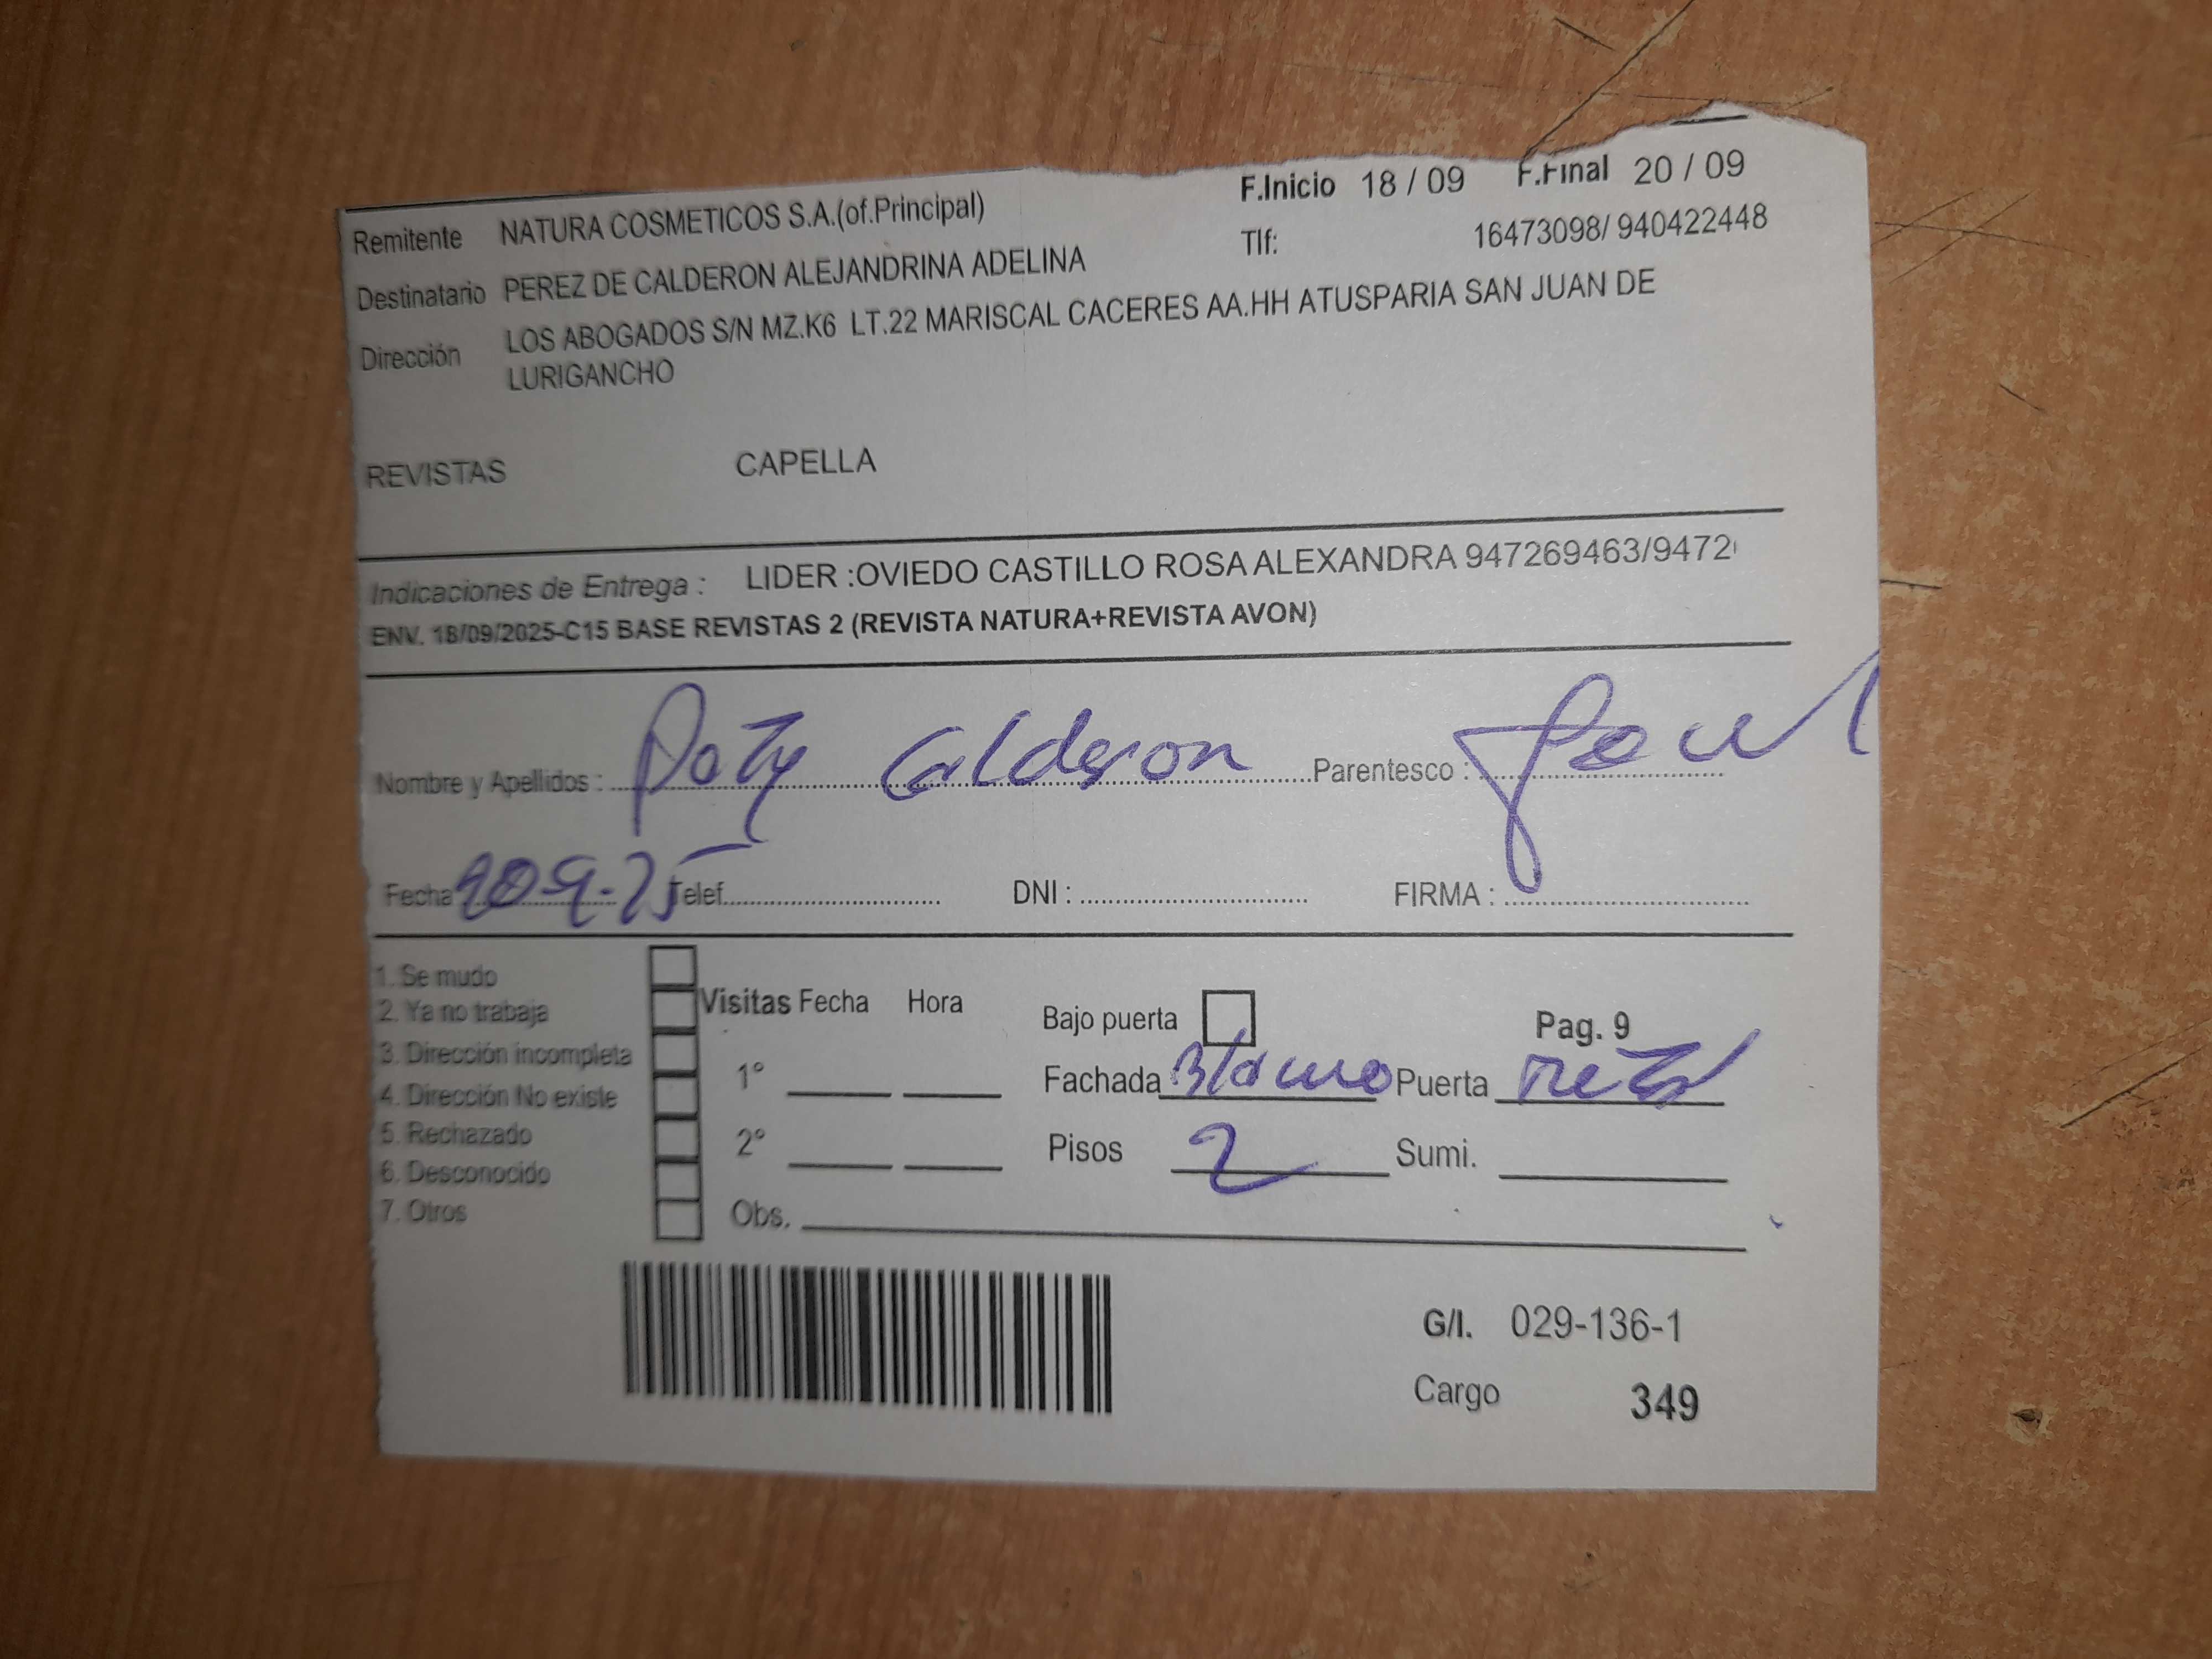 F.Inicio 18 / 09 F.Final 20 / 09
Remitente NATURA COSMETICOS S.A.(of.Principal)
Tlf: 16473098/ 940422448
Destinatario PEREZ DE CALDERON ALEJANDRINA ADELINA
Dirección LOS ABOGADOS S/N MZ.K6 LT.22 MARISCAL CACERES AA.HH ATUSPARIA SAN JUAN DE
LURIGANCHO
REVISTAS CAPELLA
Indicaciones de Entrega : LIDER :OVIEDO CASTILLO ROSA ALEXANDRA 947269463/9472
ENV. 18/09/2025-C15 BASE REVISTAS 2 (REVISTA NATURA+REVISTA AVON)
Nombre y Apellidos : Paty Calderon Parentesco :
Fecha Telef. DNI : FIRMA :
1. Se mudo
2. Ya no trabaja
3. Dirección incompleta
4. Dirección No existe
5. Rechazado
6. Desconocido
7. Otros
Visitas Fecha Hora
1°
2°
Obs.
Bajo puerta Pag. 9
Fachada Blanco Puerta metal
Pisos 2 Sumi.
G/I. 029-136-1
Cargo 349